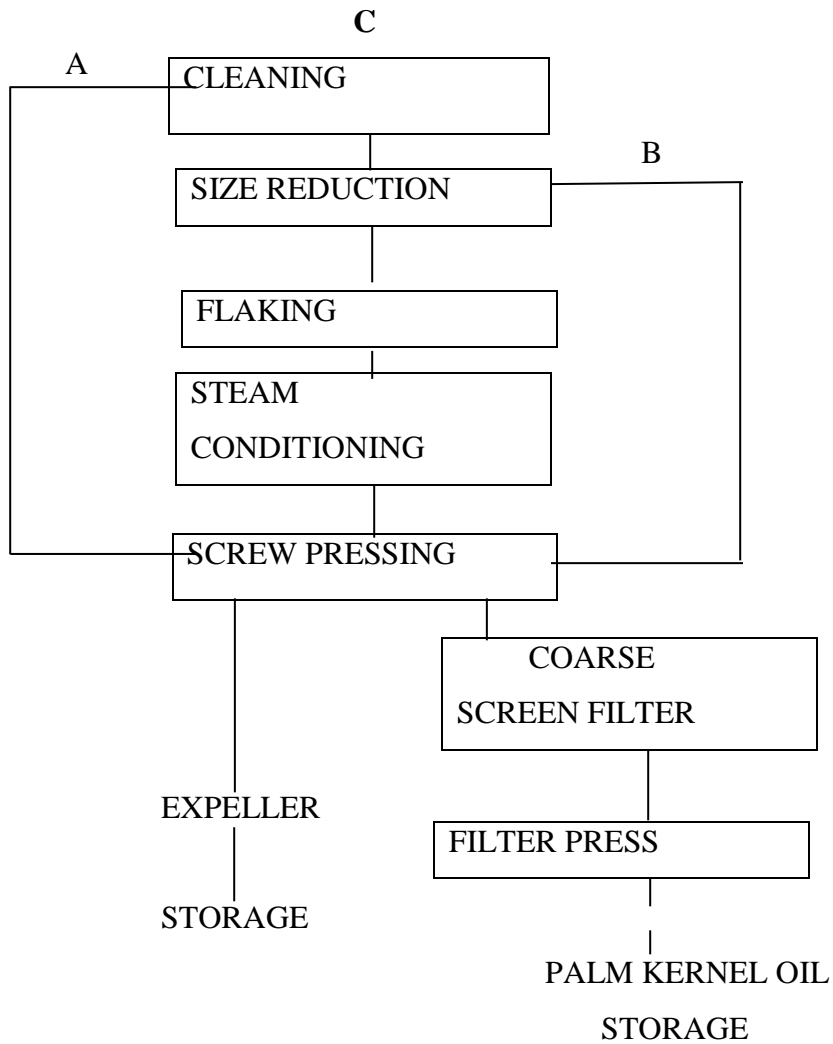 C
A
CLEANING
B
SIZE REDUCTION
FLAKING
STEAM
CONDITIONING
SCREW PRESSING
COARSE
SCREEN FILTER
EXPELLER
FILTER PRESS
STORAGE
PALM KERNEL OIL
STORAGE